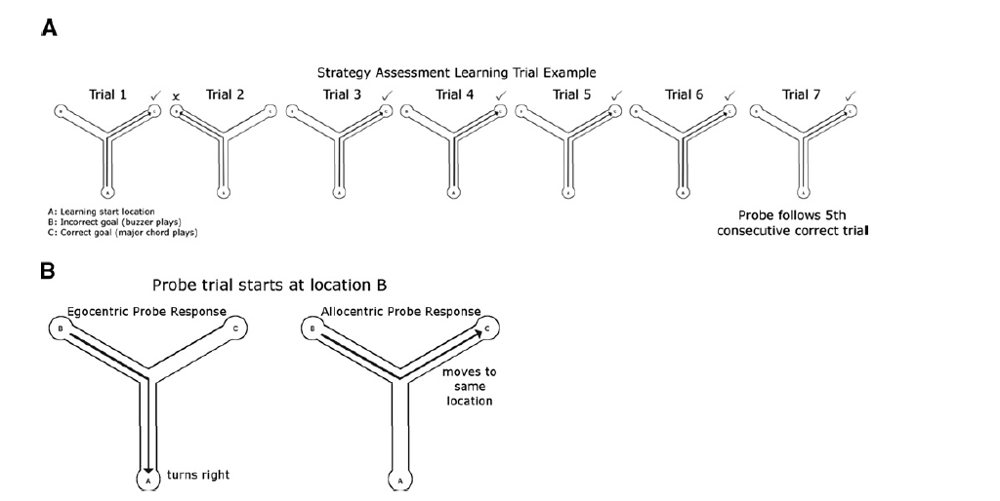 A
Strategy Assessment Learning Trial Example
Trial 1 ✓ x Trial 2 Trial 3 ✓ Trial 4 ✓ Trial 5 ✓ Trial 6 ✓ Trial 7 ✓
A: Learning start location
B: Incorrect goal (buzzer plays)
C: Correct goal (major chord plays)
Probe follows 5th
consecutive correct trial
B
Probe trial starts at location B
Egocentric Probe Response
B C
A
turns right
Allocentric Probe Response
B C
moves to
same
location
A